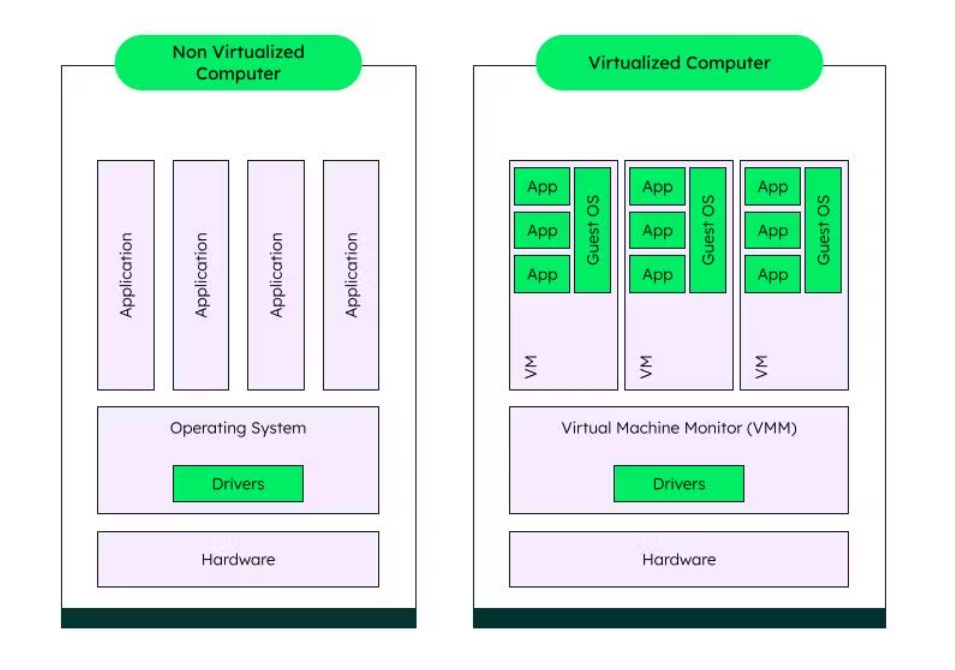 Non Virtualized
Computer
Application
Application
Application
Application
Operating System
Drivers
Hardware
Virtualized Computer
App
App
App
Guest OS
VM
App
App
App
Guest OS
VM
App
App
App
Guest OS
VM
Virtual Machine Monitor (VMM)
Drivers
Hardware